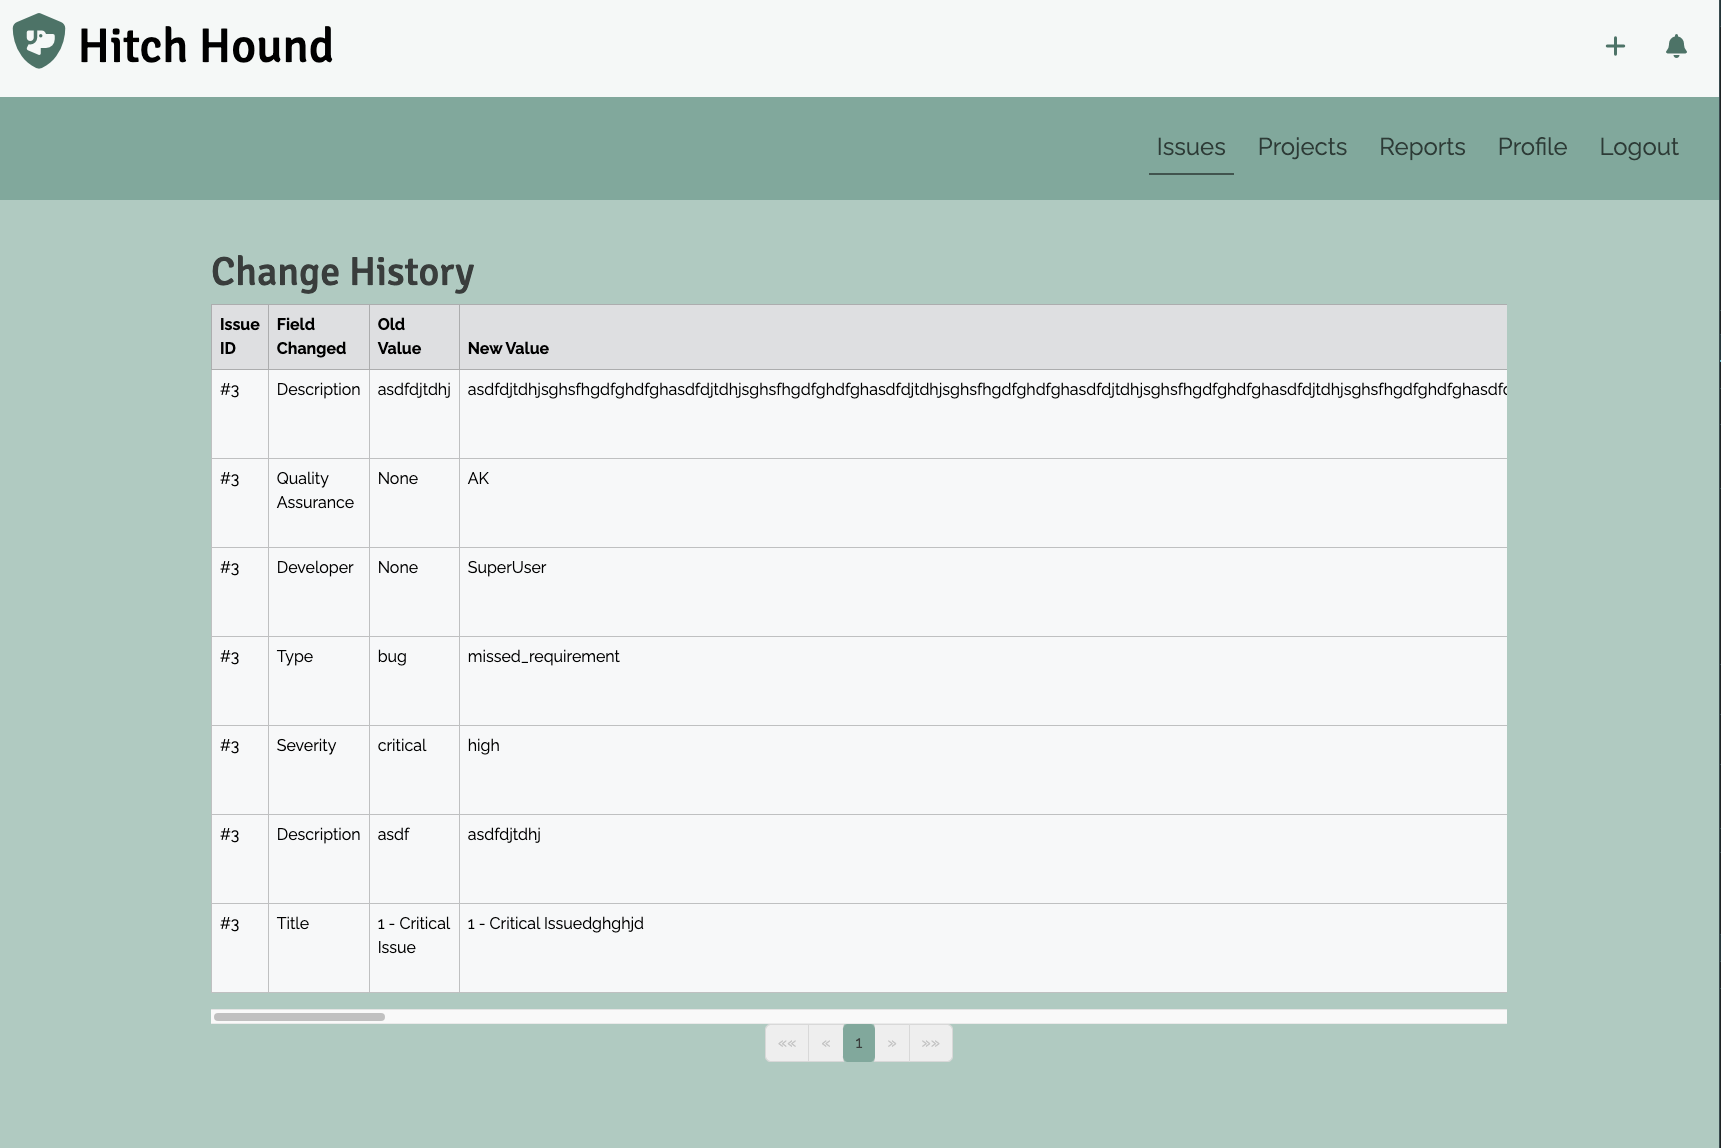 Hitch Hound
Issues Projects Reports Profile Logout
Change History
Issue ID Field Changed Old Value New Value
#3 Description asdfdjtdhj asdfdjtdhjsghsfhgdfghdfghasdfdjtdhjsghsfhgdfghdfghasdfdjtdhjsghsfhgdfghdfghasdfdjtdhjsghsfhgdfghdfghasdfdjtdhjsghsfhgdfghdfghasdfd
#3 Quality Assurance None AK
#3 Developer None SuperUser
#3 Type bug missed_requirement
#3 Severity critical high
#3 Description asdf asdfdjtdhj
#3 Title 1 - Critical Issue 1 - Critical Issuedghghjd
«« « 1 » »»